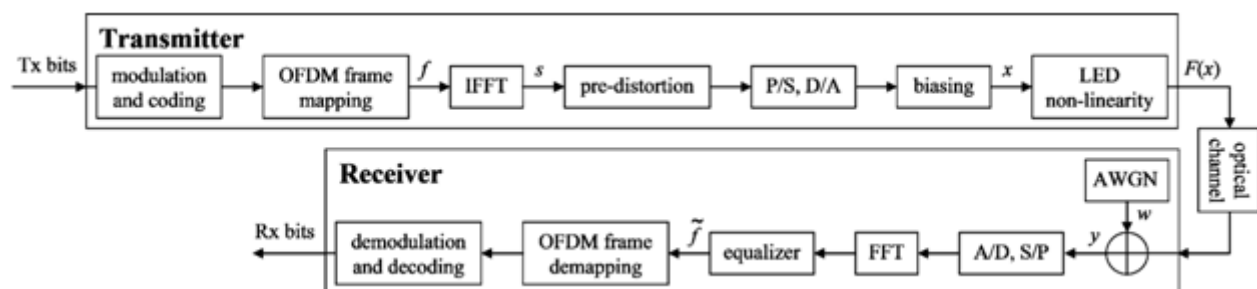 Transmitter
Tx bits
modulation
and coding
OFDM frame
mapping
f
IFFT
s
pre-distortion
P/S, D/A
biasing
x
LED
non-linearity
F(x)
optical
channel
Receiver
AWGN
w
y
A/D, S/P
FFT
equalizer
f̃
OFDM frame
demapping
demodulation
and decoding
Rx bits